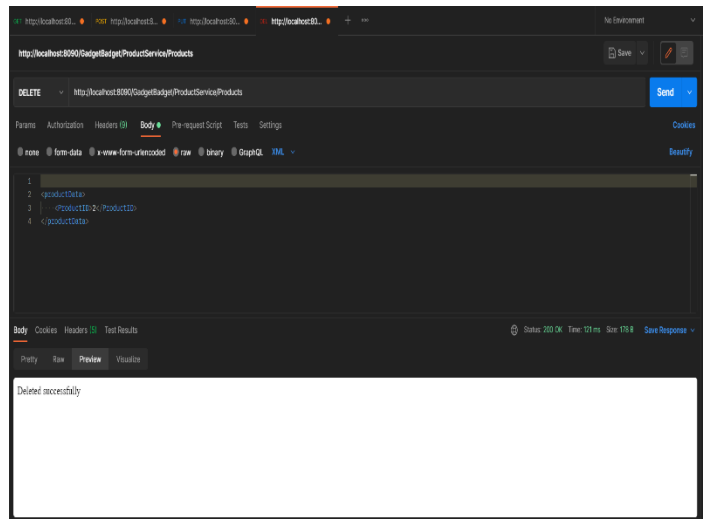 GET http://localhost:80... POST http://localhost:8... PUT http://localhost:80... DEL http://localhost:80... + ooo No Environment
http://localhost:8090/GadgetBadget/ProductService/Products Save
DELETE http://localhost:8090/GadgetBadget/ProductService/Products Send
Params Authorization Headers (9) Body Pre-request Script Tests Settings Cookies
none form-data x-www-form-urlencoded raw binary GraphQL XML Beautify
1
2 <productData>
3 <ProductID>2</ProductID>
4 </productData>
Body Cookies Headers (5) Test Results Status: 200 OK Time: 121 ms Size: 178 B Save Response
Pretty Raw Preview Visualize
Deleted successfully